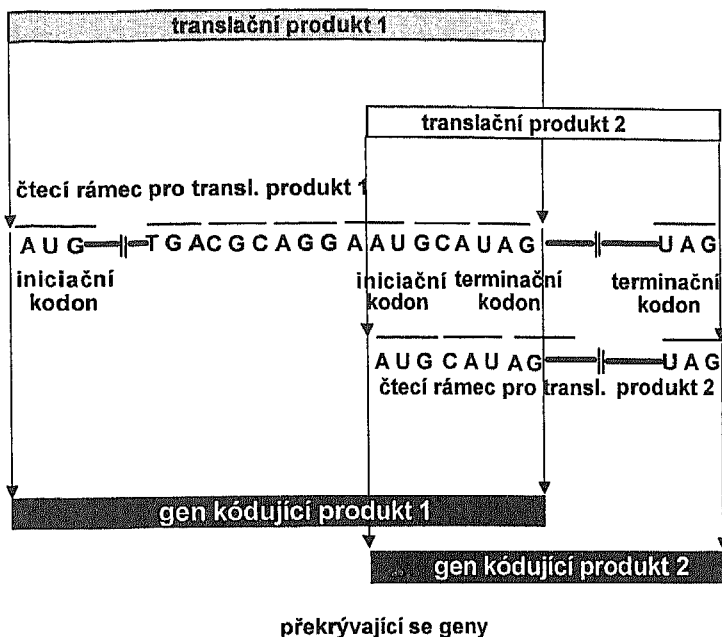 translační produkt 1
translační produkt 2
čtecí rámec pro transl. produkt 1
A U G T G A C G C A G G A A U G C A U A G U A G
iniciační kodon
iniciační kodon
terminační kodon
terminační kodon
A U G C A U A G U A G
čtecí rámec pro transl. produkt 2
gen kódující produkt 1
gen kódující produkt 2
překrývající se geny